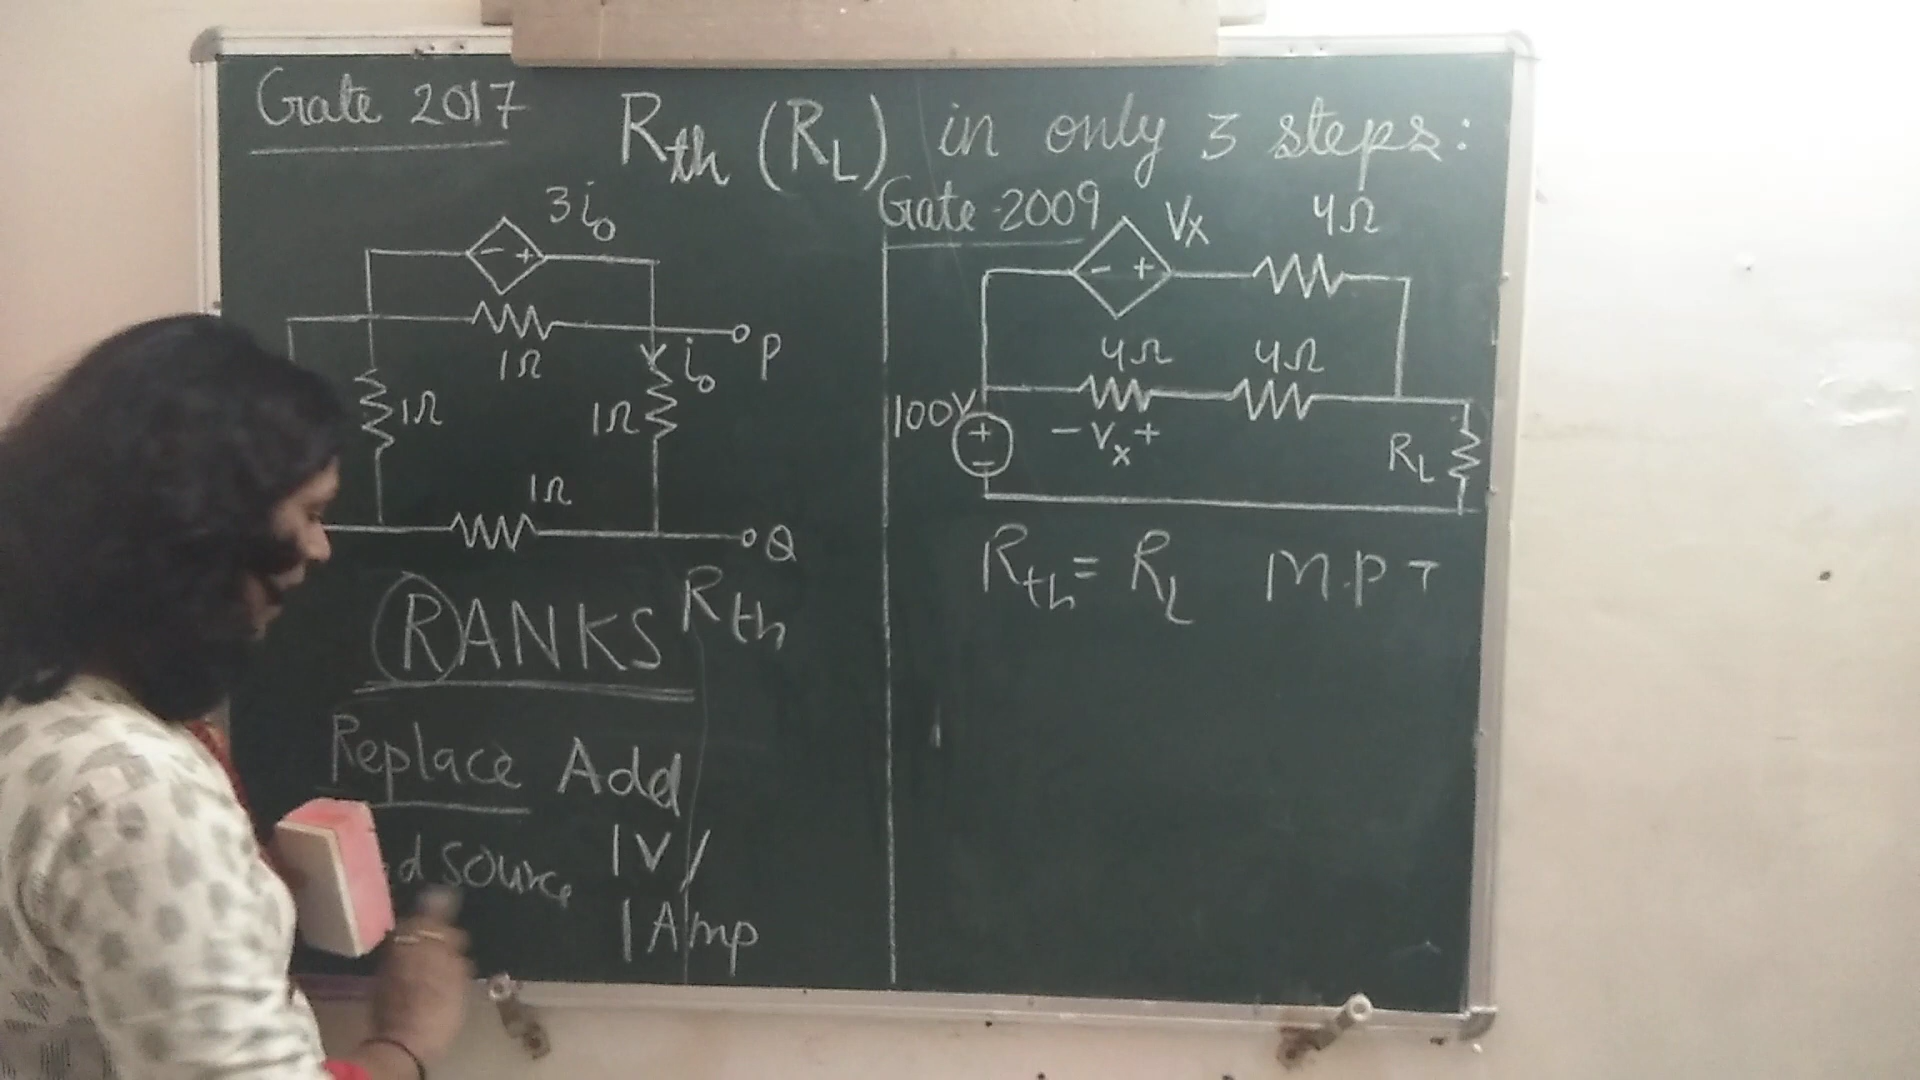 Gate 2017
Rth (RL) in only 3 steps:
3io
- +
1Ω
P
io
1Ω
1Ω
1Ω
Q
Rth
RANKS
Replace Add
source 1V/
1Amp
Gate 2009
Vx
4Ω
- +
4Ω 4Ω
100V
+
-
- Vx +
RL
Rth = RL M.P T